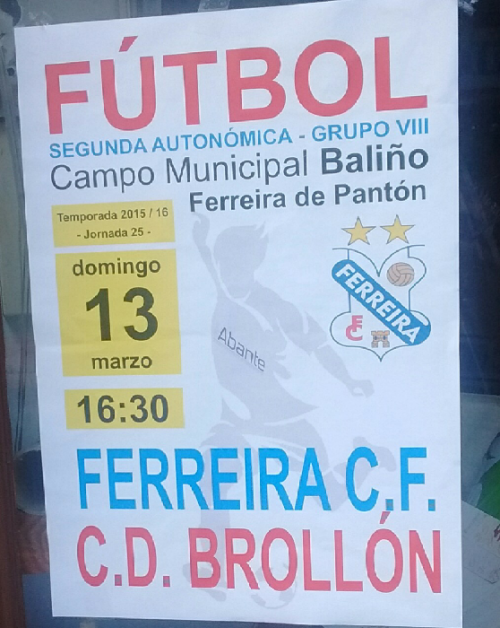 FÚTBOL
SEGUNDA AUTONÓMICA - GRUPO VIII
Campo Municipal Baliño
Ferreira de Pantón
Temporada 2015 / 16
- Jornada 25 -
domingo
13
marzo
16:30
FERREIRA
FC
Abante
FERREIRA C.F.
C.D. BROLLÓN